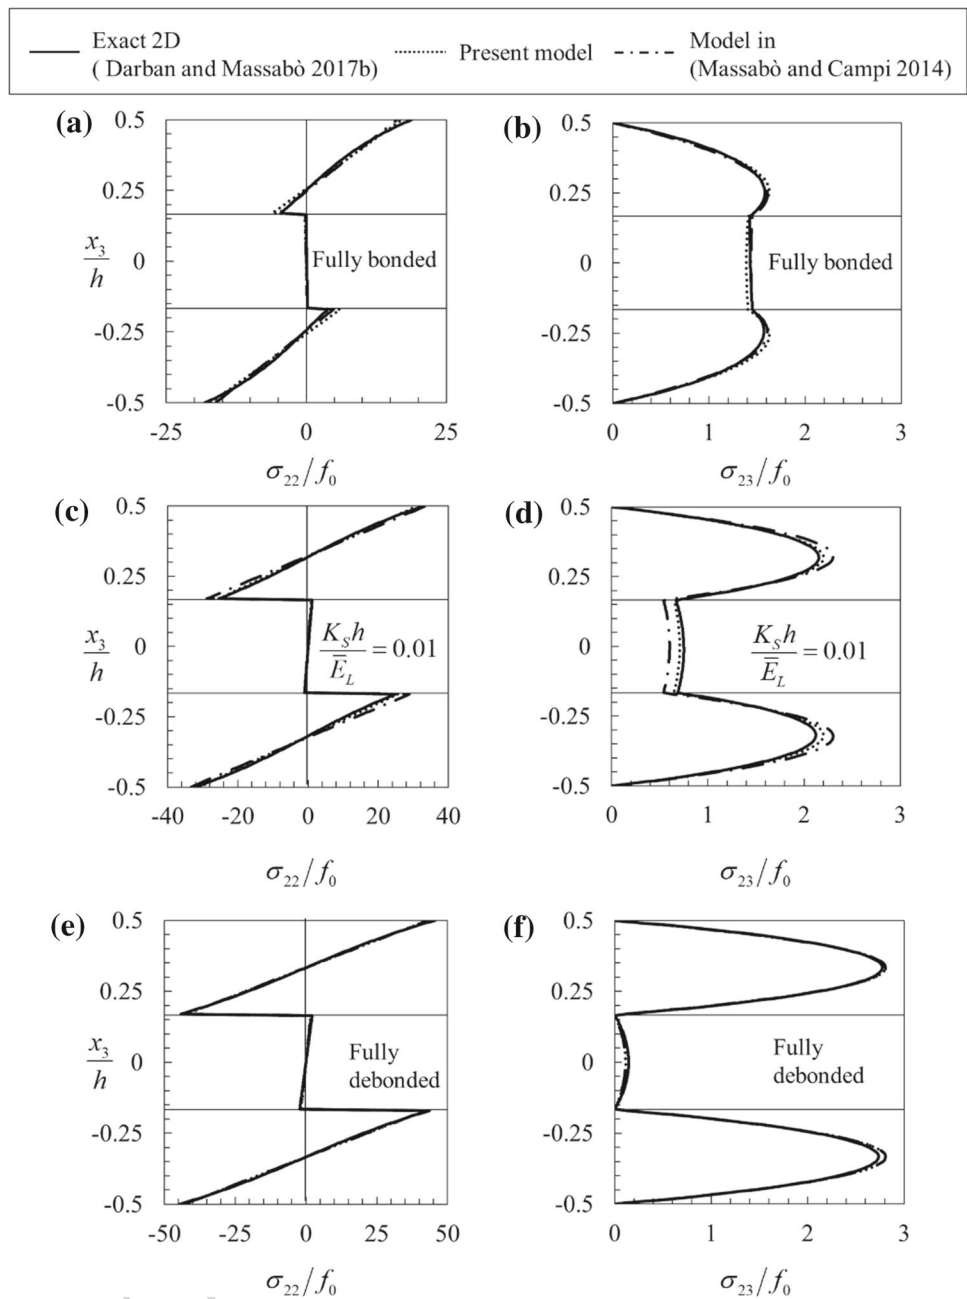 Exact 2D
( Darban and Massabò 2017b)
Present model
Model in
(Massabò and Campi 2014)
(a)
0.5
0.25
x₃/h
0
-0.25
-0.5
Fully bonded
-25
0
25
σ₂₂/f₀
(b)
0.5
0.25
0
-0.25
-0.5
Fully bonded
0
1
2
3
σ₂₃/f₀
(c)
0.5
0.25
x₃/h
0
-0.25
-0.5
K_S h/E̅_L = 0.01
-40
-20
0
20
40
σ₂₂/f₀
(d)
0.5
0.25
0
-0.25
-0.5
K_S h/E̅_L = 0.01
0
1
2
3
σ₂₃/f₀
(e)
0.5
0.25
x₃/h
0
-0.25
-0.5
Fully
debonded
-50
-25
0
25
50
σ₂₂/f₀
(f)
0.5
0.25
0
-0.25
-0.5
Fully
debonded
0
1
2
3
σ₂₃/f₀